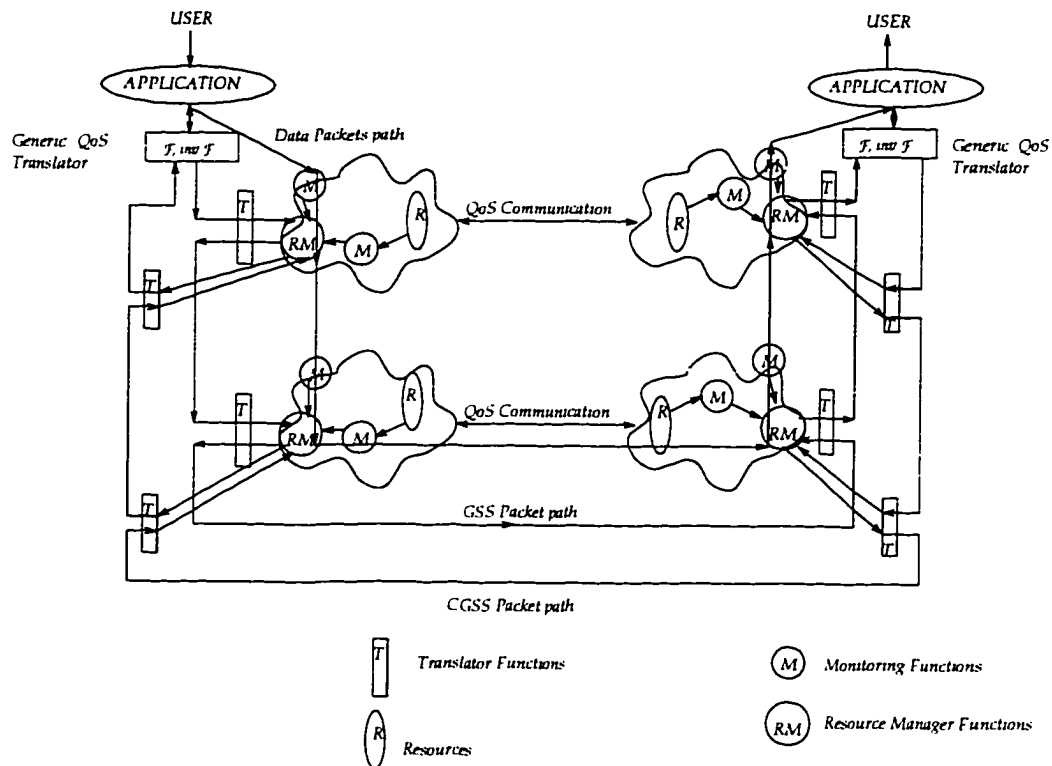 USER
USER
APPLICATION
APPLICATION
Generic QoS
Translator
F, inv F
Data Packets path
F, inv F
Generic QoS
Translator
M
M
T
R
QoS Communication
M
R
T
RM
M
RM
T
T
M
M
T
R
QoS Communication
R
M
T
RM
M
RM
T
GSS Packet path
T
CGSS Packet path
T
Translator Functions
M
Monitoring Functions
R
Resources
RM
Resource Manager Functions